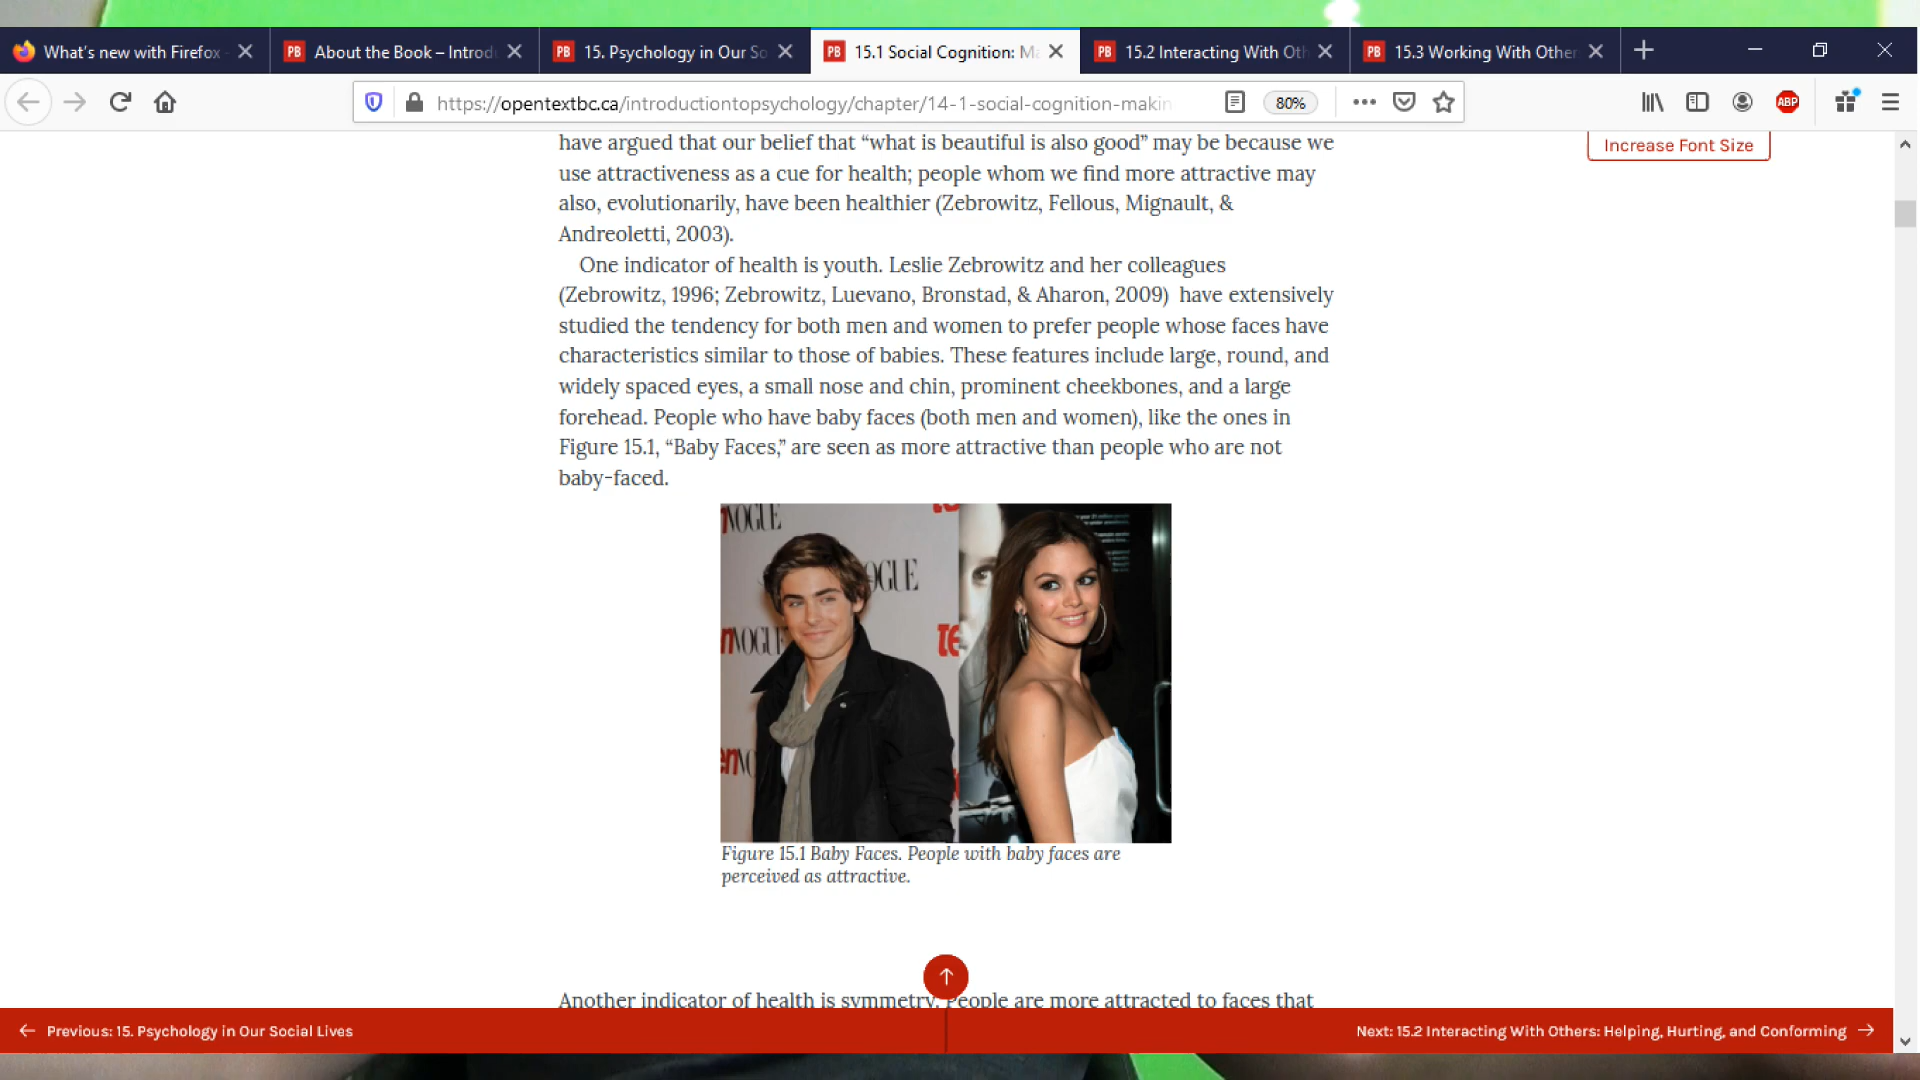 What's new with Firefox -
PB About the Book – Introd
PB 15. Psychology in Our So
PB 15.1 Social Cognition: Ma
PB 15.2 Interacting With Oth
PB 15.3 Working With Other
https://opentextbc.ca/introductiontopsychology/chapter/14-1-social-cognition-makin
80%
ABP
have argued that our belief that “what is beautiful is also good” may be because we
Increase Font Size
use attractiveness as a cue for health; people whom we find more attractive may
also, evolutionarily, have been healthier (Zebrowitz, Fellous, Mignault, &
Andreoletti, 2003).
One indicator of health is youth. Leslie Zebrowitz and her colleagues
(Zebrowitz, 1996; Zebrowitz, Luevano, Bronstad, & Aharon, 2009) have extensively
studied the tendency for both men and women to prefer people whose faces have
characteristics similar to those of babies. These features include large, round, and
widely spaced eyes, a small nose and chin, prominent cheekbones, and a large
forehead. People who have baby faces (both men and women), like the ones in
Figure 15.1, “Baby Faces,” are seen as more attractive than people who are not
baby-faced.
VOGUE
OGUE
te
nVOGUE
Figure 15.1 Baby Faces. People with baby faces are
perceived as attractive.
Another indicator of health is symmetry. People are more attracted to faces that
Previous: 15. Psychology in Our Social Lives
Next: 15.2 Interacting With Others: Helping, Hurting, and Conforming